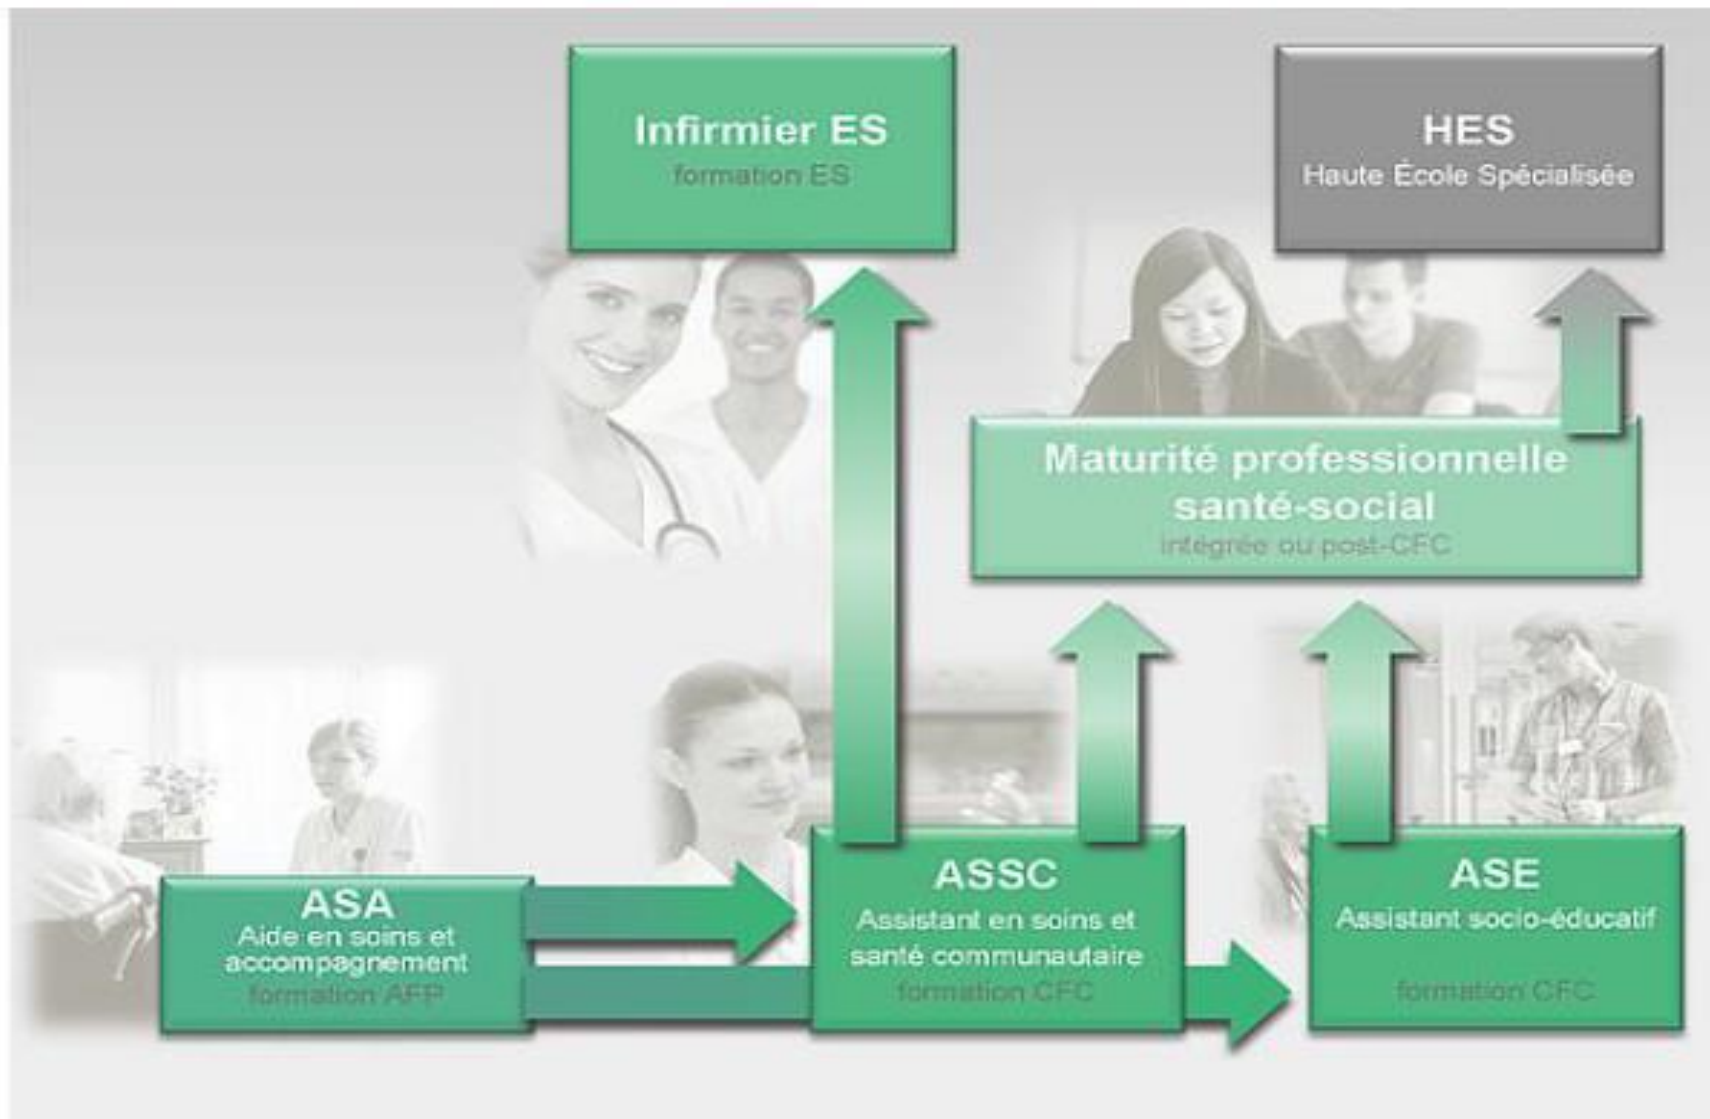 Infirmier ES
formation ES
HES
Haute École Spécialisée
Maturité professionnelle
santé-social
intégrée ou post-CFC
ASA
Aide en soins et
accompagnement
formation AFP
ASSC
Assistant en soins et
santé communautaire
formation CFC
ASE
Assistant socio-éducatif
formation CFC